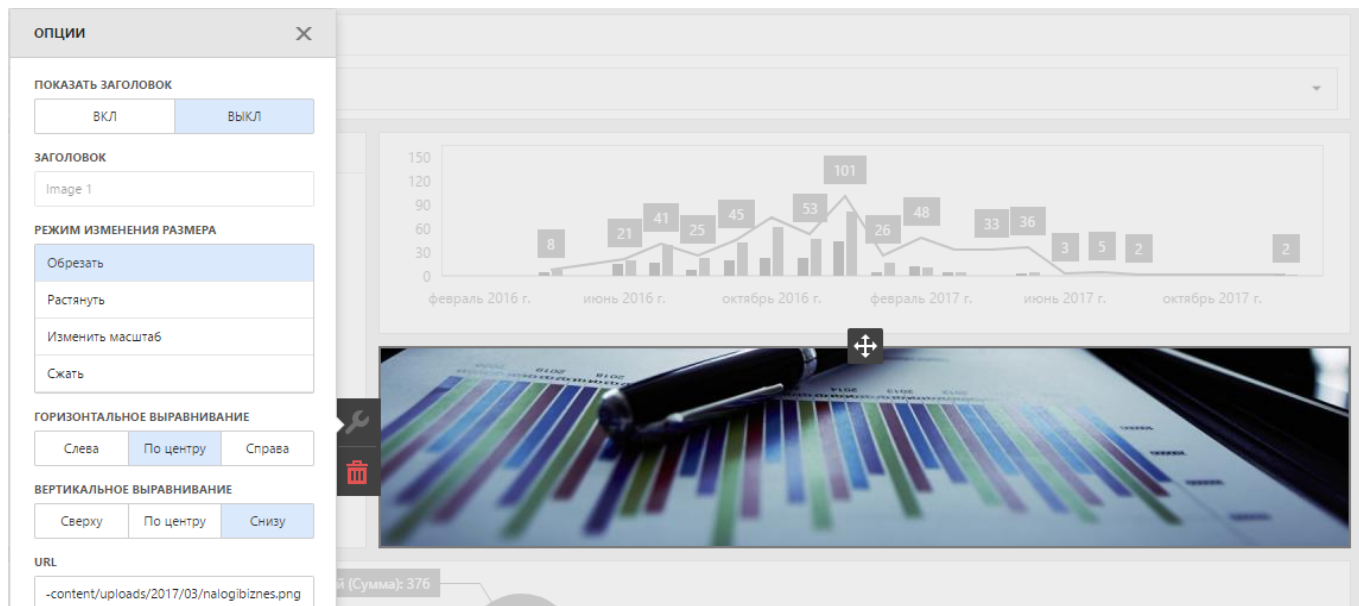 ОПЦИИ
ПОКАЗАТЬ ЗАГОЛОВОК
ВКЛ ВЫКЛ
ЗАГОЛОВОК
Image 1
РЕЖИМ ИЗМЕНЕНИЯ РАЗМЕРА
Обрезать
Растянуть
Изменить масштаб
Сжать
ГОРИЗОНТАЛЬНОЕ ВЫРАВНИВАНИЕ
Слева По центру Справа
ВЕРТИКАЛЬНОЕ ВЫРАВНИВАНИЕ
Сверху По центру Снизу
URL
-content/uploads/2017/03/nalogibiznes.png
150
120
90
60
30
0
8 21 41 25 45 53 101 26 48 33 36 3 5 2 2
февраль 2016 г. июнь 2016 г. октябрь 2016 г. февраль 2017 г. июнь 2017 г. октябрь 2017 г.
(Сумма): 376